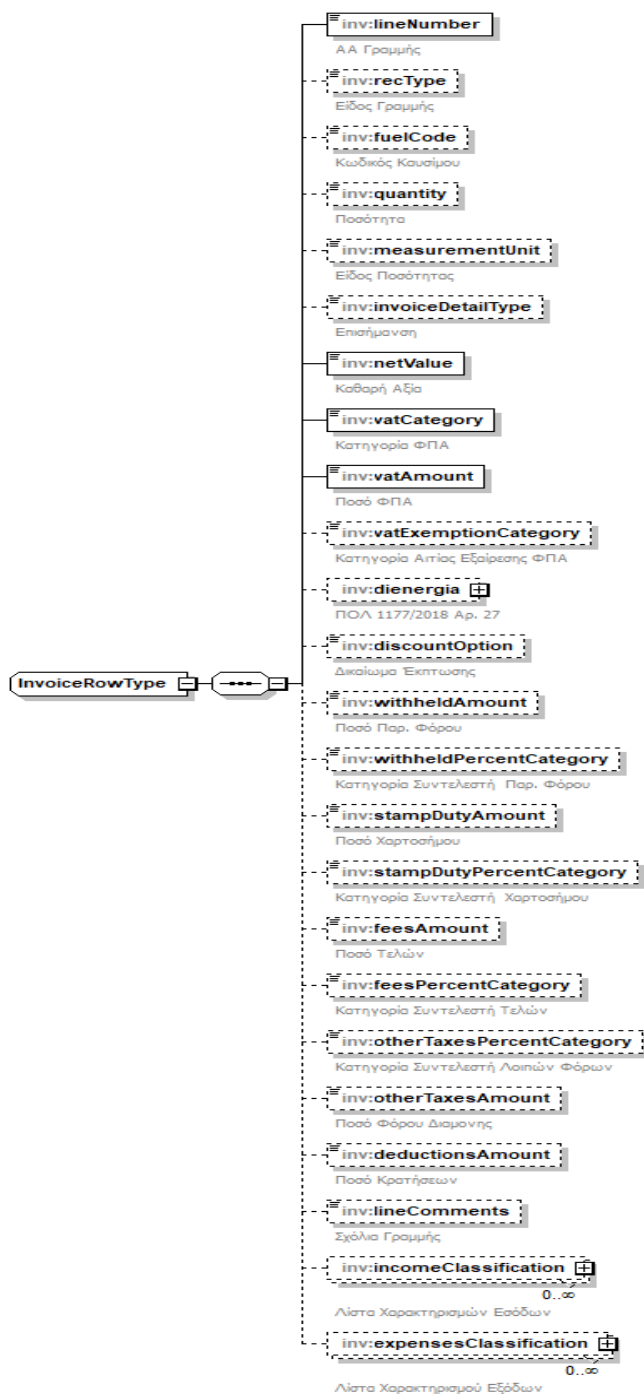 inv:lineNumber
ΑΑ Γραμμής
inv:recType
Είδος Γραμμής
inv:fuelCode
Κωδικός Καυσίμου
inv:quantity
Ποσότητα
inv:measurementUnit
Είδος Ποσότητας
inv:invoiceDetailType
Επισήμανση
inv:netValue
Καθαρή Αξία
inv:vatCategory
Κατηγορία ΦΠΑ
inv:vatAmount
Ποσό ΦΠΑ
inv:vatExemptionCategory
Κατηγορία Αιτίας Εξαίρεσης ΦΠΑ
inv:dienergia
ΠΟΛ 1177/2018 Αρ. 27
inv:discountOption
Δικαίωμα Έκπτωσης
InvoiceRowType
inv:withheldAmount
Ποσό Παρ. Φόρου
inv:withheldPercentCategory
Κατηγορία Συντελεστή Παρ. Φόρου
inv:stampDutyAmount
Ποσό Χαρτοσήμου
inv:stampDutyPercentCategory
Κατηγορία Συντελεστή Χαρτοσήμου
inv:feesAmount
Ποσό Τελών
inv:feesPercentCategory
Κατηγορία Συντελεστή Τελών
inv:otherTaxesPercentCategory
Κατηγορία Συντελεστή Λοιπών Φόρων
inv:otherTaxesAmount
Ποσό Φόρου Διαμονης
inv:deductionsAmount
Ποσό Κρατήσεων
inv:lineComments
Σχόλια Γραμμής
inv:incomeClassification
0..∞
Λίστα Χαρακτηρισμών Εσόδων
inv:expensesClassification
0..∞
Λίστα Χαρακτηρισμού Εξόδων